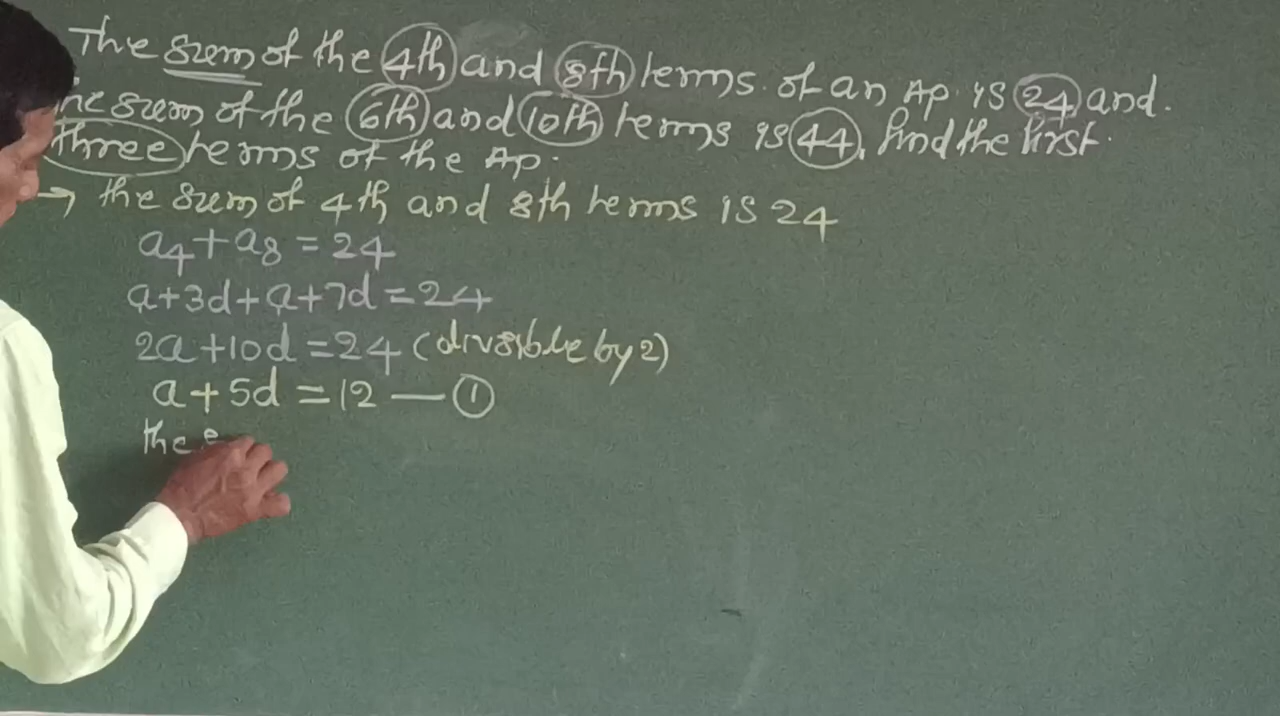 The sum of the 4th and 8th terms of an AP is 24 and
he sum of the 6th and 10th terms is 44. find the first
three terms of the AP.
→ the sum of 4th and 8th terms is 24
a4+a8=24
a+3d+a+7d=24
2a+10d=24 (divsible by 2)
a+5d=12 — ①
the